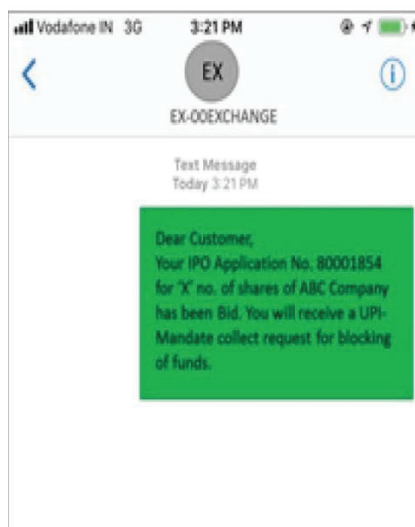 Vodafone IN 3G 3:21 PM
EX
EX-00EXCHANGE
Text Message
Today 3:21 PM
Dear Customer,
Your IPO Application No. 80001854
for 'X' no. of shares of ABC Company
has been Bid. You will receive a UPI-
Mandate collect request for blocking
of funds.